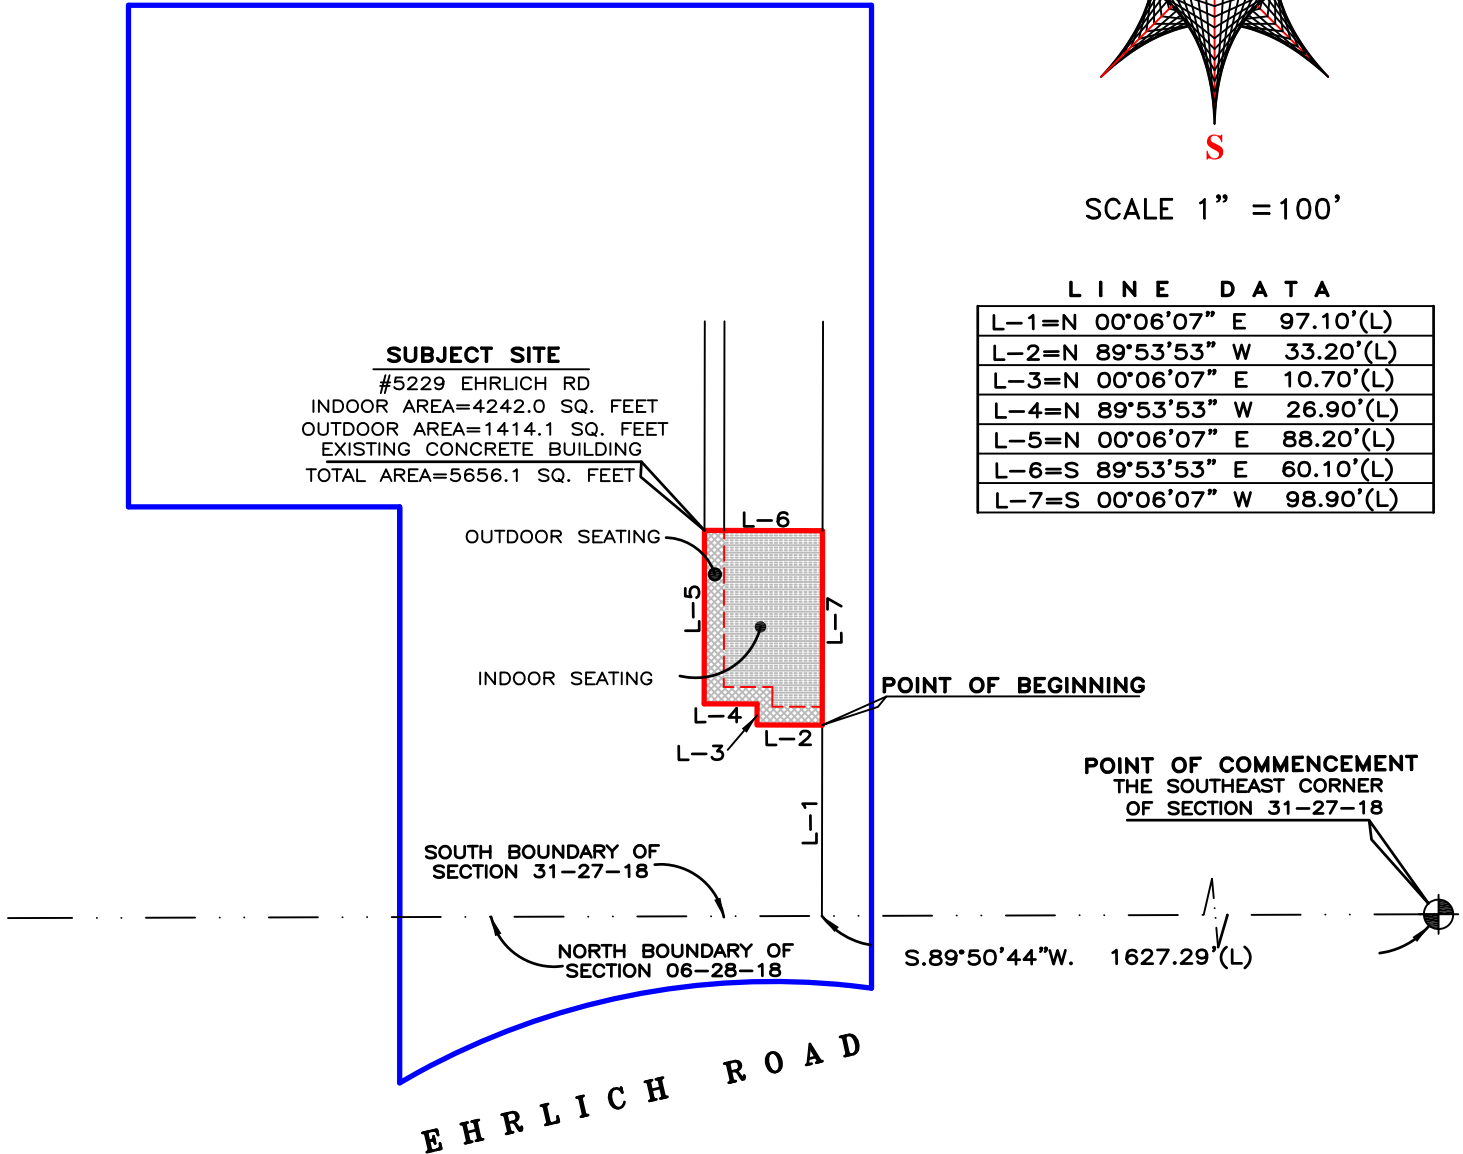 S
SCALE 1” =100’
LINE DATA
L-1=N 00°06’07” E 97.10’(L)
L-2=N 89°53’53” W 33.20’(L)
L-3=N 00°06’07” E 10.70’(L)
L-4=N 89°53’53” W 26.90’(L)
L-5=N 00°06’07” E 88.20’(L)
L-6=S 89°53’53” E 60.10’(L)
L-7=S 00°06’07” W 98.90’(L)
SUBJECT SITE
#5229 EHRLICH RD
INDOOR AREA=4242.0 SQ. FEET
OUTDOOR AREA=1414.1 SQ. FEET
EXISTING CONCRETE BUILDING
TOTAL AREA=5656.1 SQ. FEET
L-6
OUTDOOR SEATING
L-5
L-7
INDOOR SEATING
POINT OF BEGINNING
L-4
L-2
L-3
POINT OF COMMENCEMENT
THE SOUTHEAST CORNER
OF SECTION 31-27-18
L-1
SOUTH BOUNDARY OF
SECTION 31-27-18
NORTH BOUNDARY OF
SECTION 06-28-18
S.89°50’44”W. 1627.29’(L)
EHRLICH ROAD